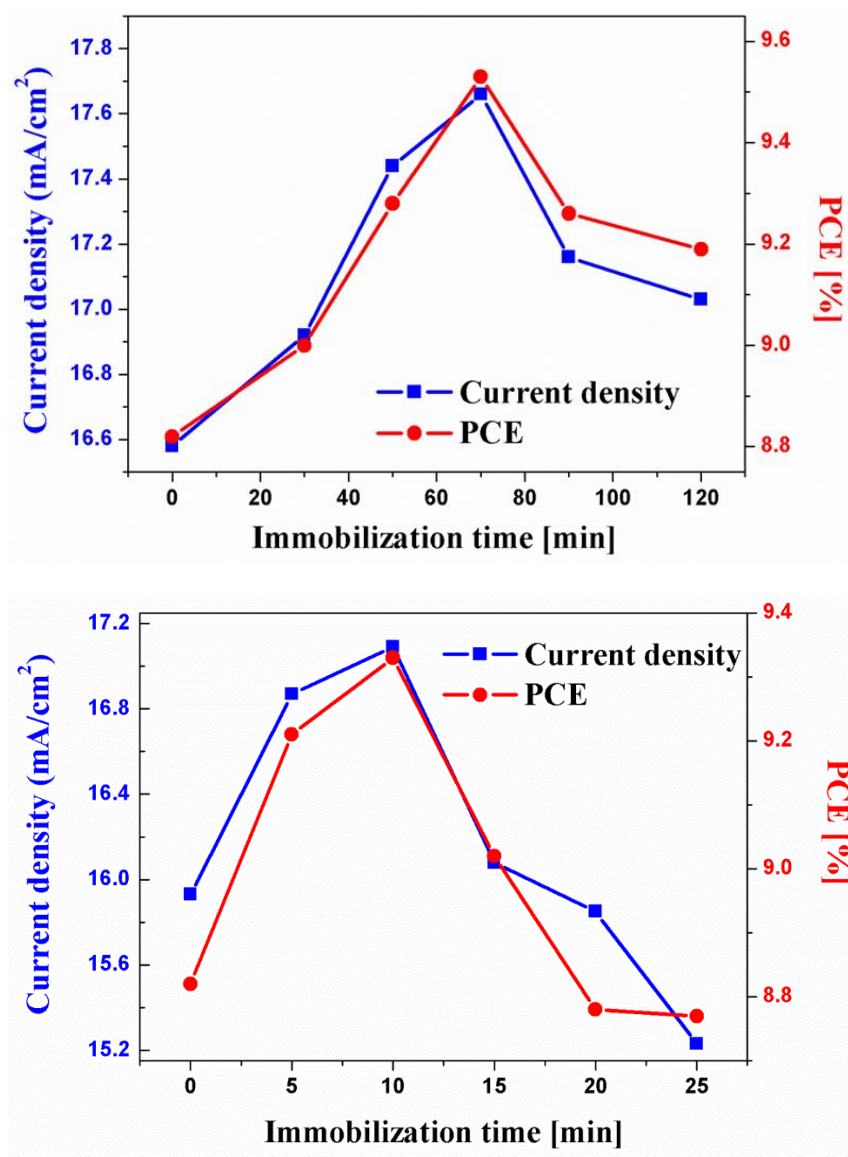 Current density (mA/cm²)
17.8
17.6
17.4
17.2
17.0
16.8
16.6
9.6
9.4
9.2
9.0
8.8
PCE [%]
Current density
PCE
0 20 40 60 80 100 120
Immobilization time [min]
Current density (mA/cm²)
17.2
16.8
16.4
16.0
15.6
15.2
9.4
9.2
9.0
8.8
PCE [%]
Current density
PCE
0 5 10 15 20 25
Immobilization time [min]